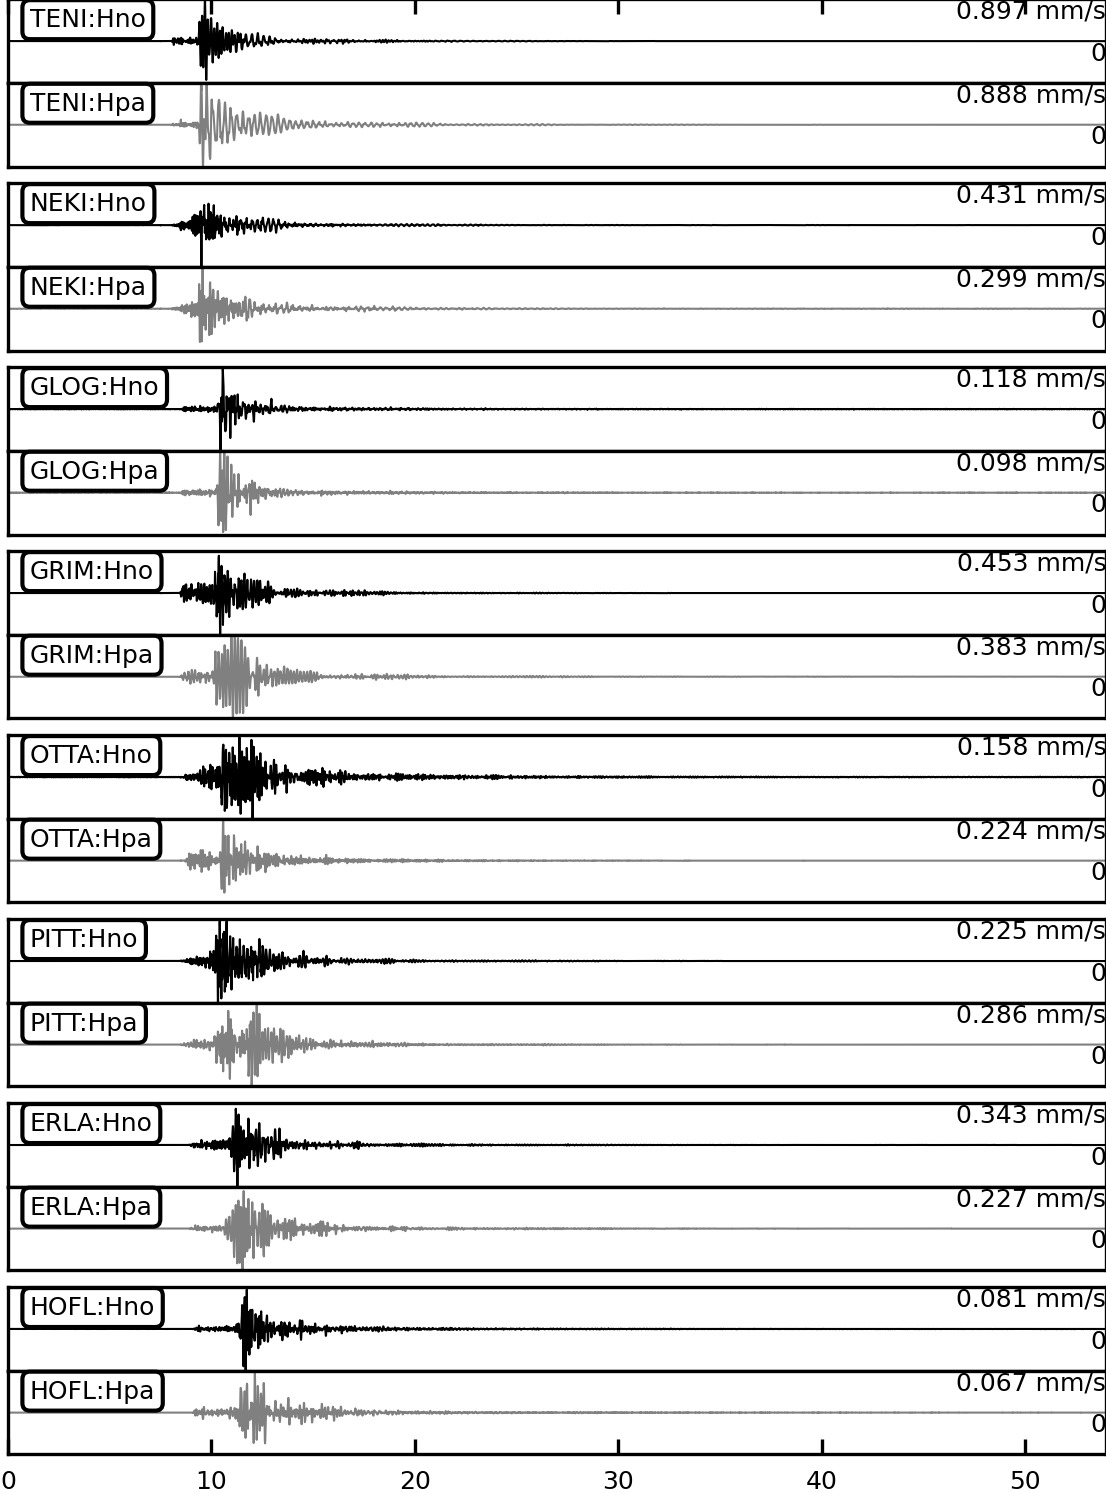 TENI:Hno 0.897 mm/s
0
TENI:Hpa 0.888 mm/s
0
NEKI:Hno 0.431 mm/s
0
NEKI:Hpa 0.299 mm/s
0
GLOG:Hno 0.118 mm/s
0
GLOG:Hpa 0.098 mm/s
0
GRIM:Hno 0.453 mm/s
0
GRIM:Hpa 0.383 mm/s
0
OTTA:Hno 0.158 mm/s
0
OTTA:Hpa 0.224 mm/s
0
PITT:Hno 0.225 mm/s
0
PITT:Hpa 0.286 mm/s
0
ERLA:Hno 0.343 mm/s
0
ERLA:Hpa 0.227 mm/s
0
HOFL:Hno 0.081 mm/s
0
HOFL:Hpa 0.067 mm/s
0
0 10 20 30 40 50